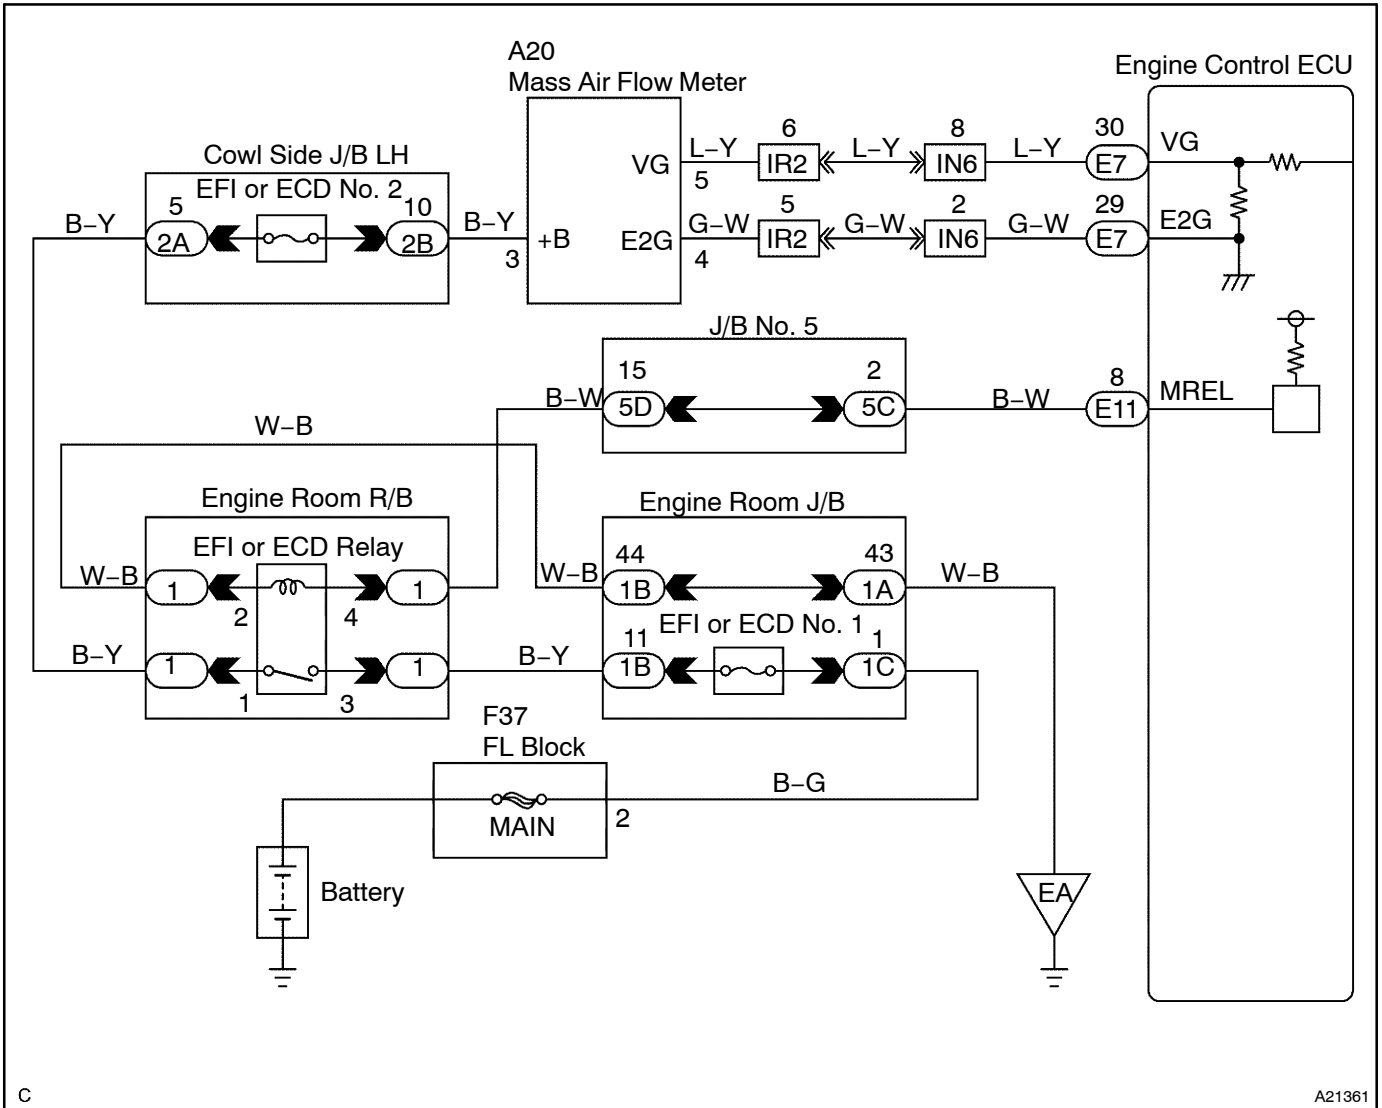 A20
Mass Air Flow Meter
Engine Control ECU
Cowl Side J/B LH
EFI or ECD No. 2
5
10
B–Y
2A
2B
B–Y
3
+B
VG
E2G
L–Y
5
6
IR2
L–Y
8
IN6
L–Y
30
E7
VG
G–W
4
5
IR2
G–W
2
IN6
G–W
29
E7
E2G
J/B No. 5
15
2
B–W
5D
5C
B–W
8
E11
MREL
W–B
Engine Room R/B
Engine Room J/B
EFI or ECD Relay
44
43
W–B
1
2
4
1
W–B
1B
1A
W–B
EFI or ECD No. 1
11
1
B–Y
1
1
3
1
B–Y
1B
1C
F37
FL Block
B–G
MAIN
2
Battery
EA
C
A21361